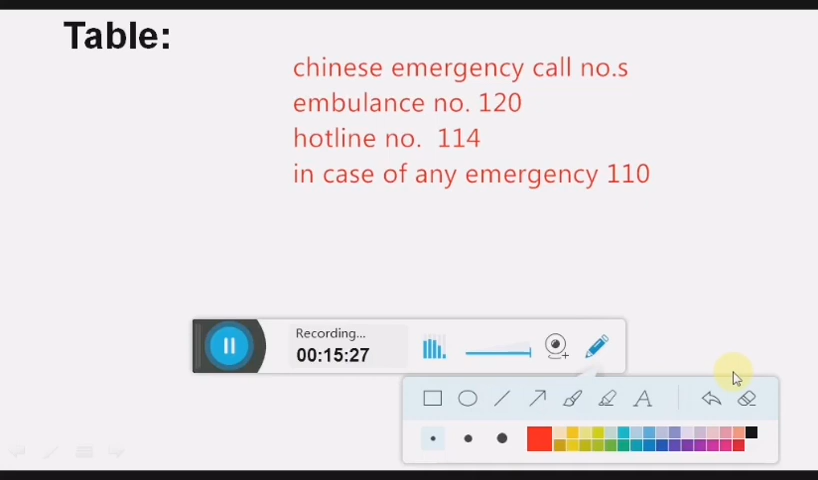 Table:
chinese emergency call no.s
embulance no. 120
hotline no. 114
in case of any emergency 110
Recording...
00:15:27
A